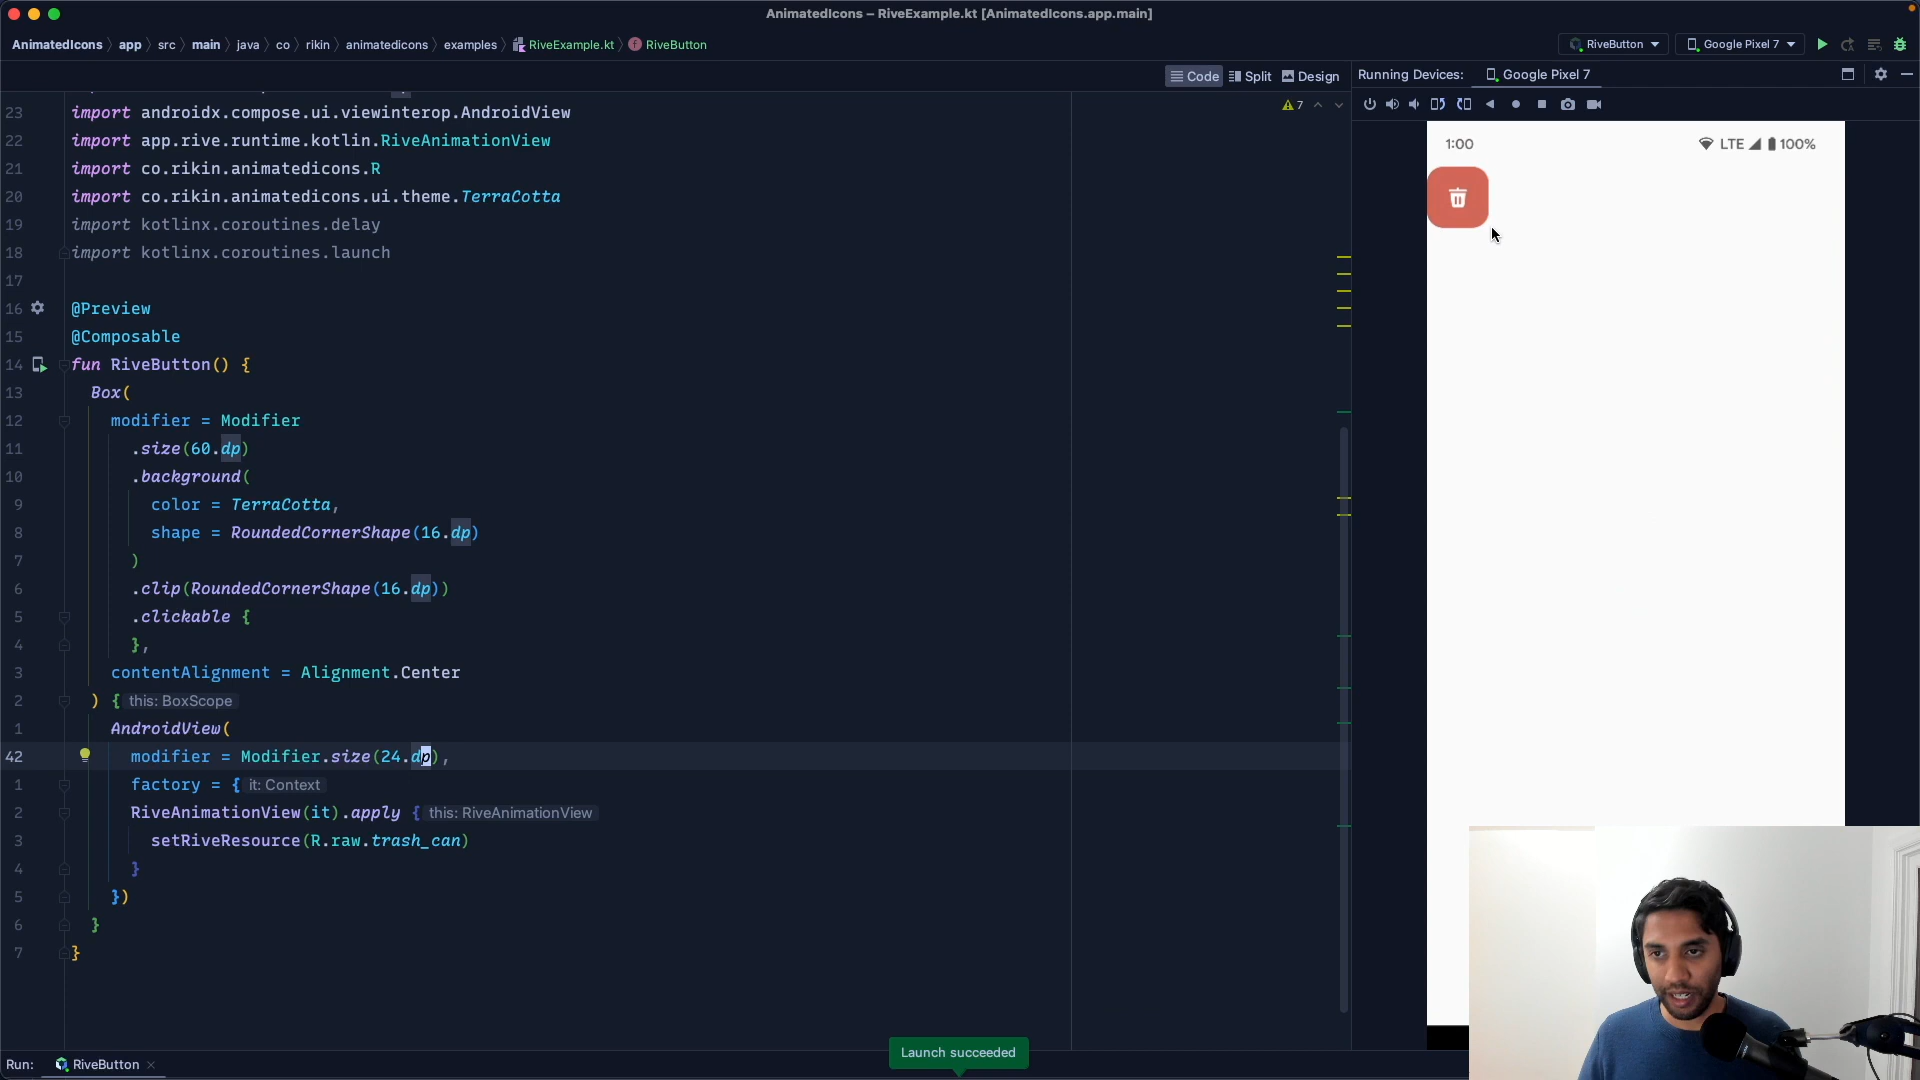 AnimatedIcons – RiveExample.kt [AnimatedIcons.app.main]
AnimatedIcons app src main java co rikin animatedicons examples RiveExample.kt RiveButton
RiveButton Google Pixel 7
Code Split Design
Running Devices: Google Pixel 7
7
23 import androidx.compose.ui.viewinterop.AndroidView
22 import app.rive.runtime.kotlin.RiveAnimationView
21 import co.rikin.animatedicons.R
20 import co.rikin.animatedicons.ui.theme.TerraCotta
19 import kotlinx.coroutines.delay
18 import kotlinx.coroutines.launch
17
16 @Preview
15 @Composable
14 fun RiveButton() {
13 Box(
12 modifier = Modifier
11 .size(60.dp)
10 .background(
9 color = TerraCotta,
8 shape = RoundedCornerShape(16.dp)
7 )
6 .clip(RoundedCornerShape(16.dp))
5 .clickable {
4 },
3 contentAlignment = Alignment.Center
2 ) { this: BoxScope
1 AndroidView(
42 modifier = Modifier.size(24.dp),
1 factory = { it: Context
2 RiveAnimationView(it).apply { this: RiveAnimationView
3 setRiveResource(R.raw.trash_can)
4 }
5 })
6 }
7 }
1:00 LTE 100%
Launch succeeded
Run: RiveButton